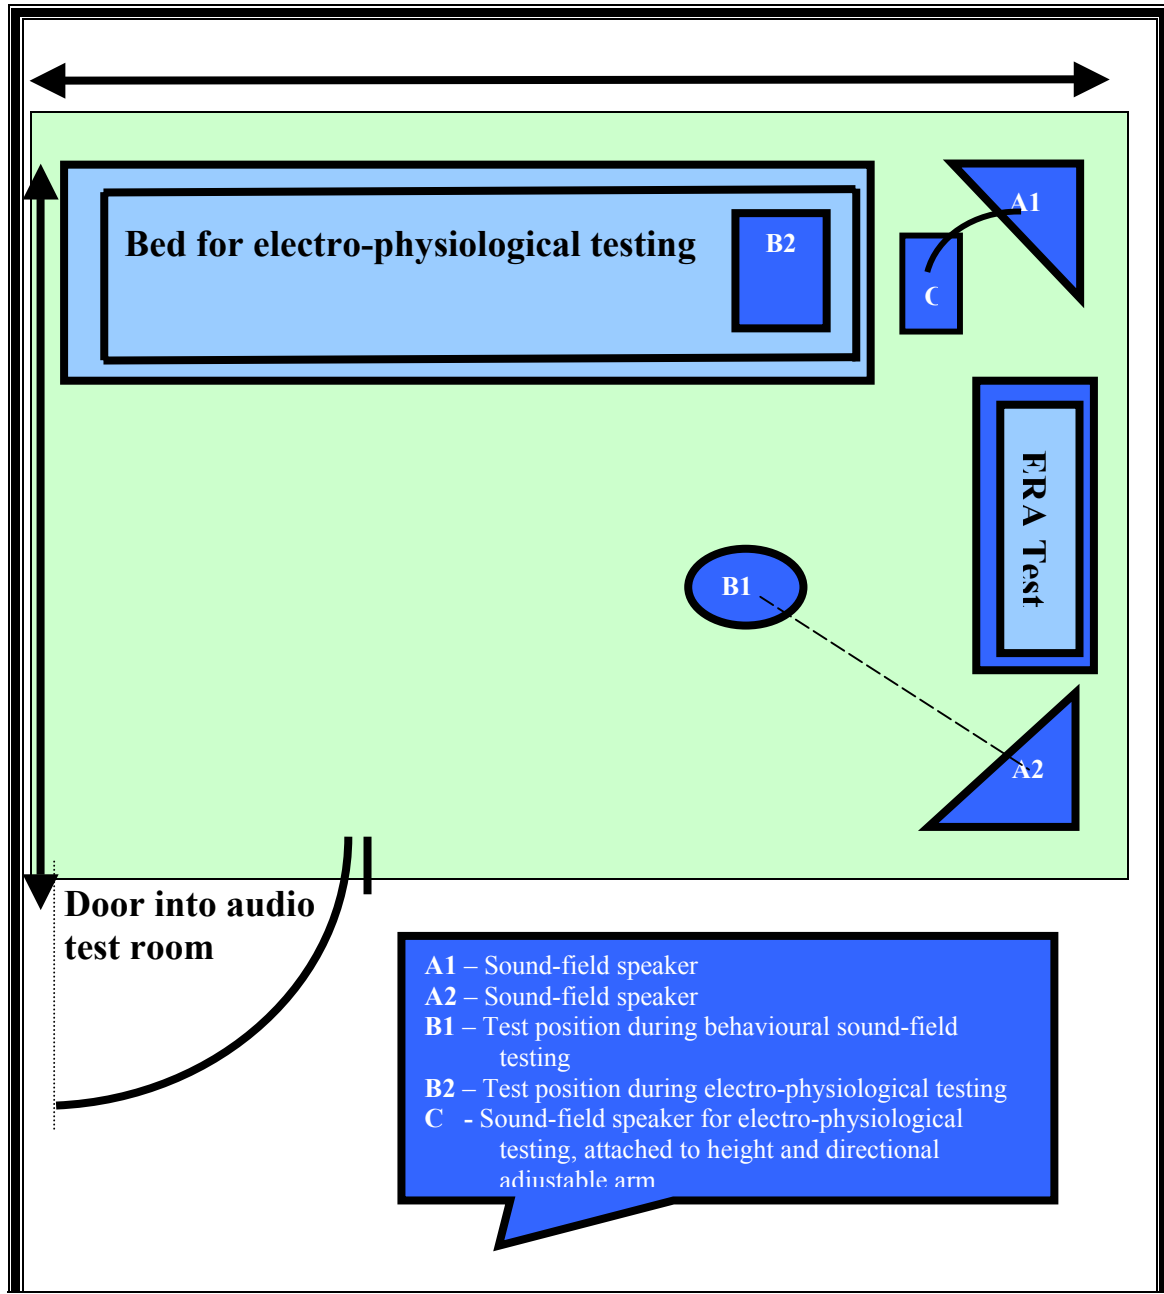 A1
Bed for electro-physiological testing
B2
C
ERA Test
B1
A2
Door into audio
test room
A1 – Sound-field speaker
A2 – Sound-field speaker
B1 – Test position during behavioural sound-field
testing
B2 – Test position during electro-physiological testing
C - Sound-field speaker for electro-physiological
testing, attached to height and directional
adjustable arm